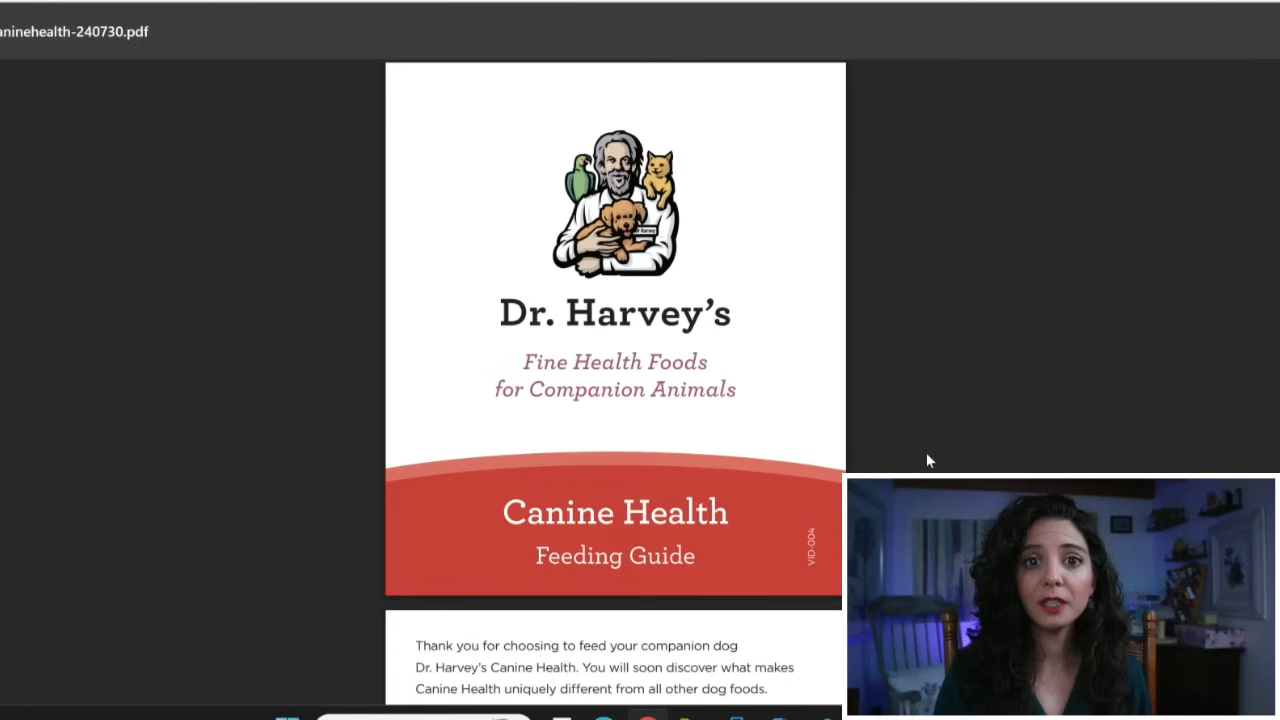 aninehealth-240730.pdf
Dr. Harvey's
Fine Health Foods
for Companion Animals
Canine Health
Feeding Guide
VID-004
Thank you for choosing to feed your companion dog
Dr. Harvey's Canine Health. You will soon discover what makes
Canine Health uniquely different from all other dog foods.